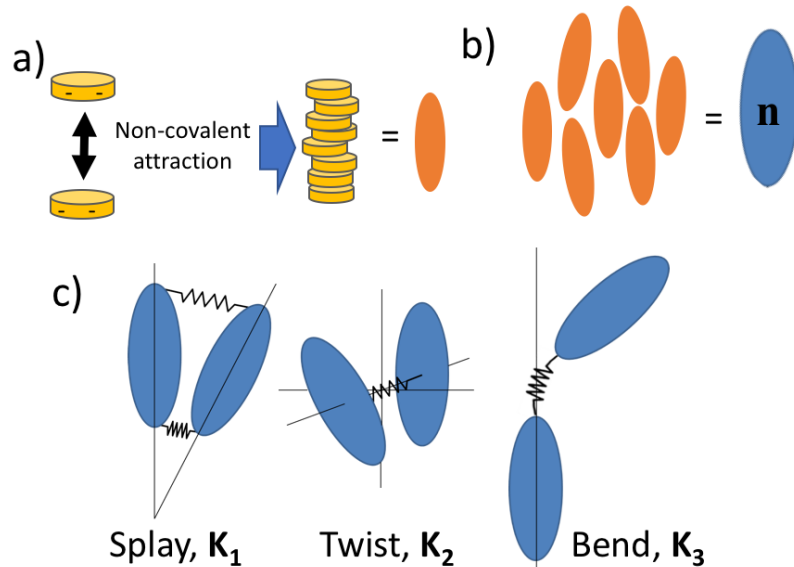 a)
Non-covalent
attraction
=
b)
=
n
c)
Splay, K1
Twist, K2
Bend, K3